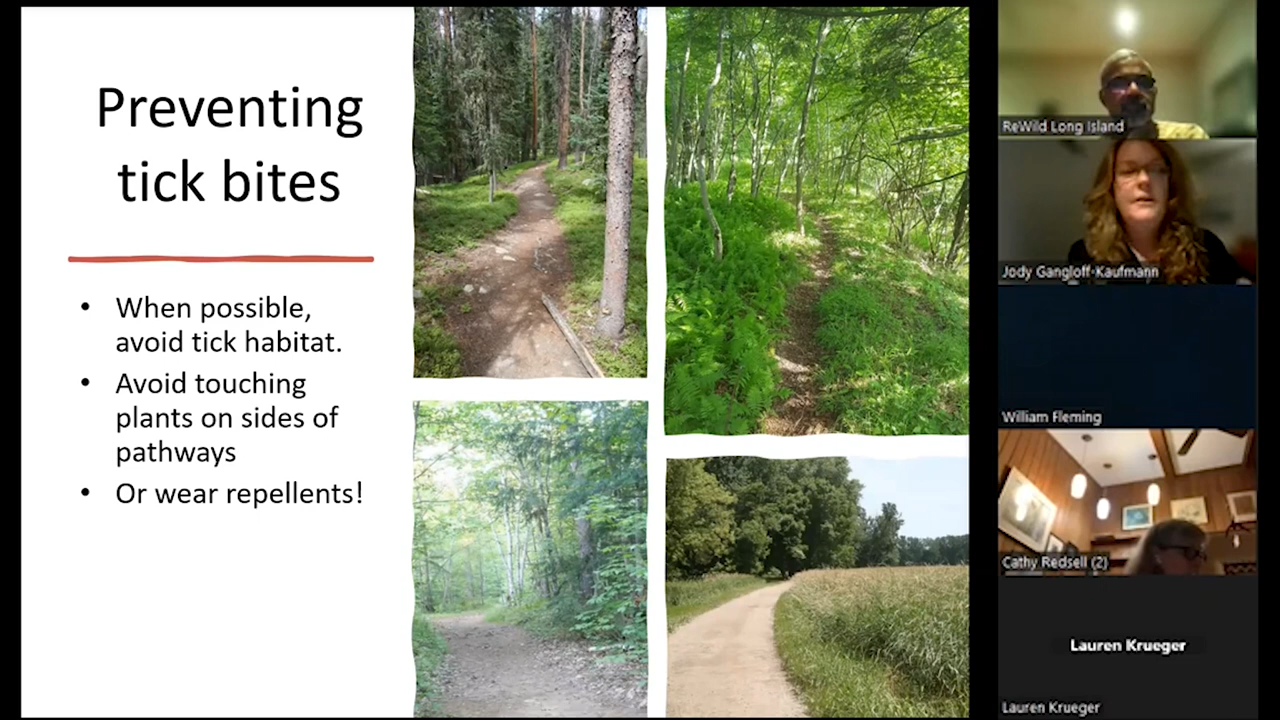 Preventing
tick bites
• When possible,
avoid tick habitat.
• Avoid touching
plants on sides of
pathways
• Or wear repellents!
ReWild Long Island
Jody Gangloff-Kaufmann
William Fleming
Cathy Redsell (2)
Lauren Krueger
Lauren Krueger